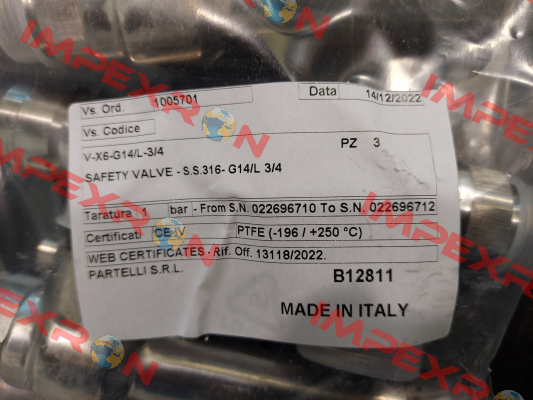 IMPEXRON
Vs. Ord. 1005701 Data 14/12/2022
Vs. Codice
V-X6-G14/L-3/4 PZ 3
SAFETY VALVE - S.S.316- G14/L 3/4
Taratura 1 bar - From S.N. 022696710 To S.N. 022696712
Certificati CE IV PTFE (-196 / +250 °C)
WEB CERTIFICATES - Rif. Off. 13118/2022.
PARTELLI S.R.L.
B12811
MADE IN ITALY
IMPEXRON
IMPEXRON
IMPEXRON